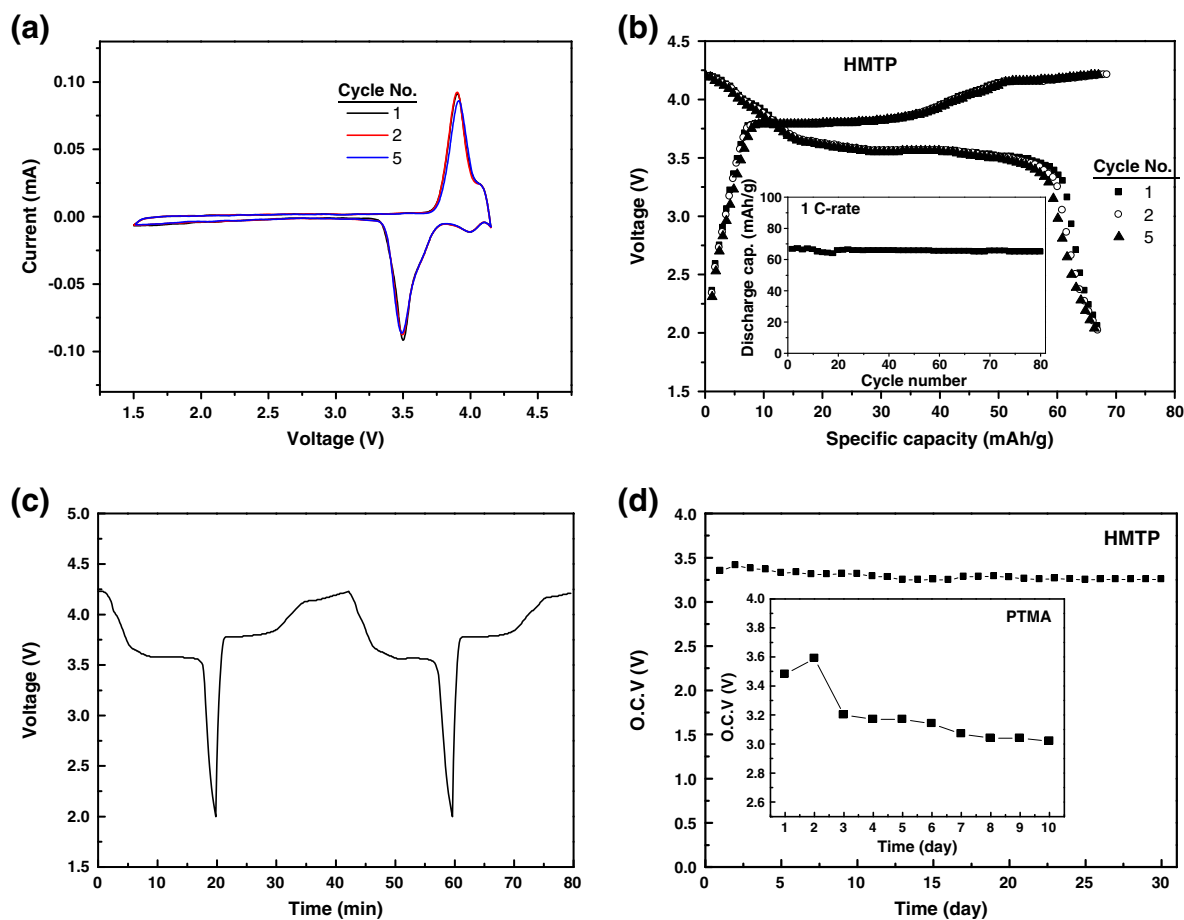 (a)
0.10
0.05
0.00
-0.05
-0.10
Current (mA)
Cycle No.
1
2
5
1.5 2.0 2.5 3.0 3.5 4.0 4.5
Voltage (V)
(b)
4.5
4.0
3.5
3.0
2.5
2.0
1.5
Voltage (V)
HMTP
Cycle No.
1
2
5
1 C-rate
100
80
60
40
20
0
Discharge cap. (mAh/g)
0 20 40 60 80
Cycle number
0 10 20 30 40 50 60 70 80
Specific capacity (mAh/g)
(c)
5.0
4.5
4.0
3.5
3.0
2.5
2.0
1.5
Voltage (V)
0 10 20 30 40 50 60 70 80
Time (min)
(d)
4.0
3.5
3.0
2.5
2.0
1.5
1.0
0.5
0.0
O.C.V (V)
HMTP
PTMA
4.0
3.8
3.6
3.4
3.2
3.0
2.8
2.6
O.C.V (V)
1 2 3 4 5 6 7 8 9 10
Time (day)
0 5 10 15 20 25 30
Time (day)